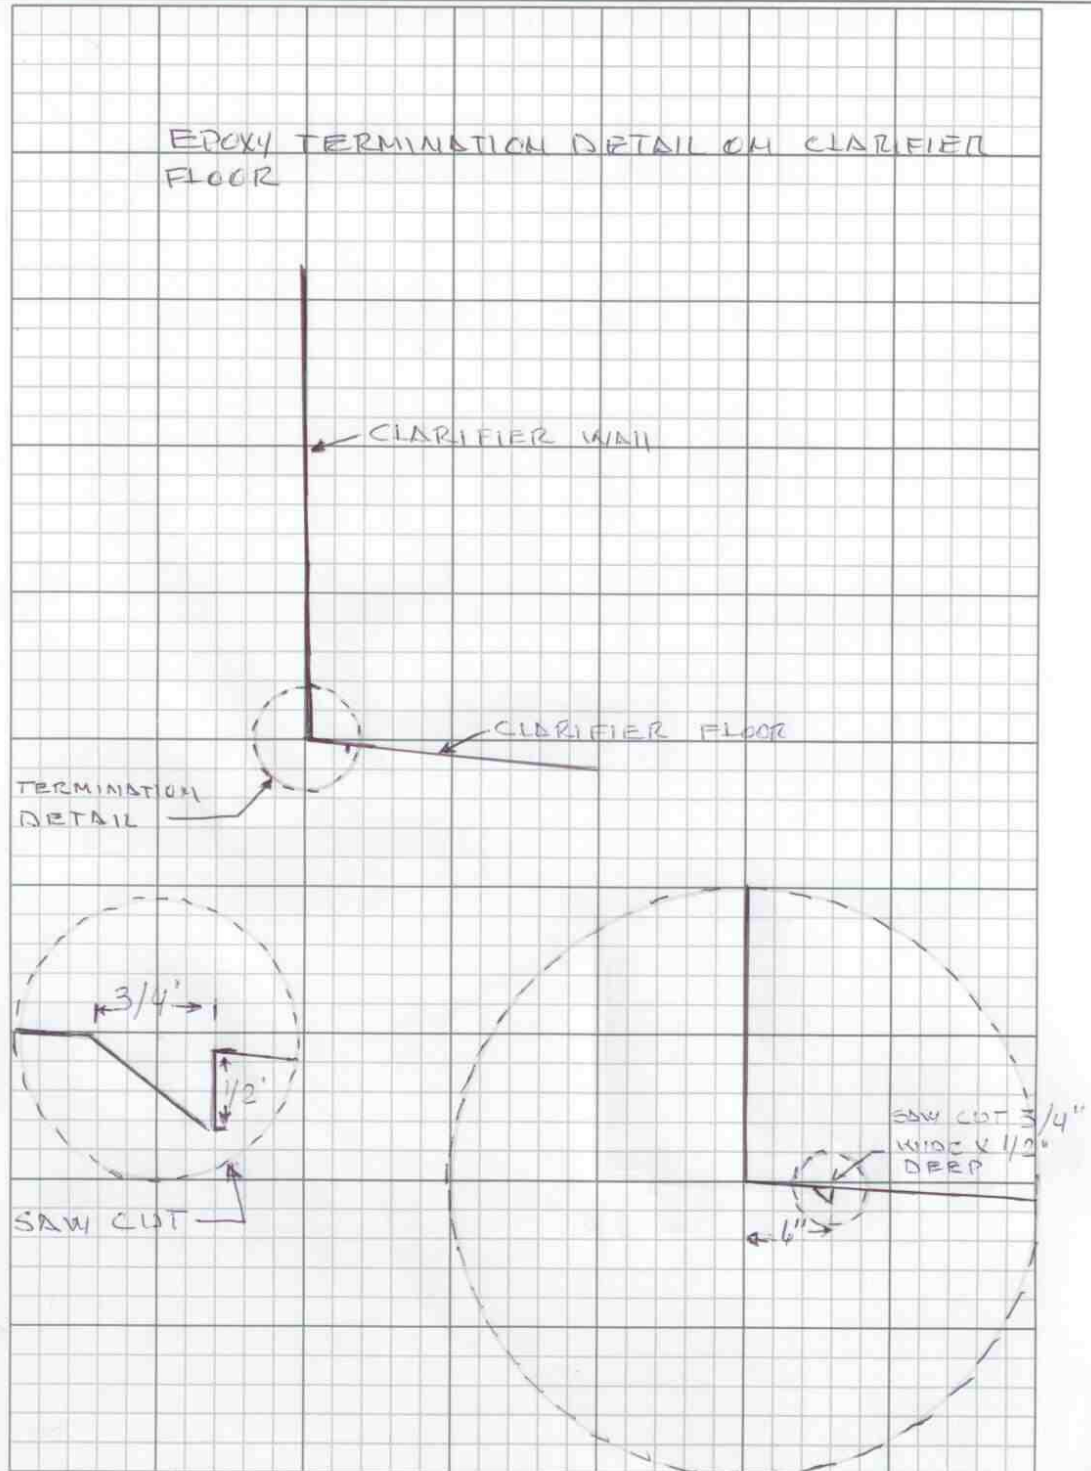 EPOXY TERMINATION DETAIL ON CLARIFIER
FLOOR
CLARIFIER WALL
CLARIFIER FLOOR
TERMINATION
DETAIL
3/4'
1/2'
SAW CUT
SAW CUT 3/4"
WIDE X 1/2"
DEEP
6"